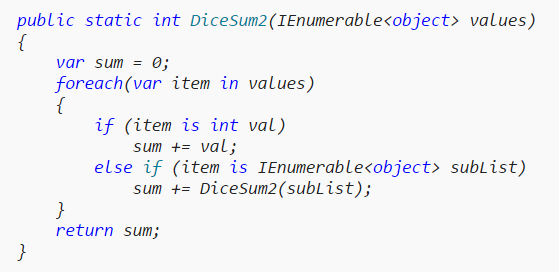 public static int DiceSum2(IEnumerable<object> values)
{
    var sum = 0;
    foreach(var item in values)
    {
        if (item is int val)
            sum += val;
        else if (item is IEnumerable<object> subList)
            sum += DiceSum2(subList);
    }
    return sum;
}